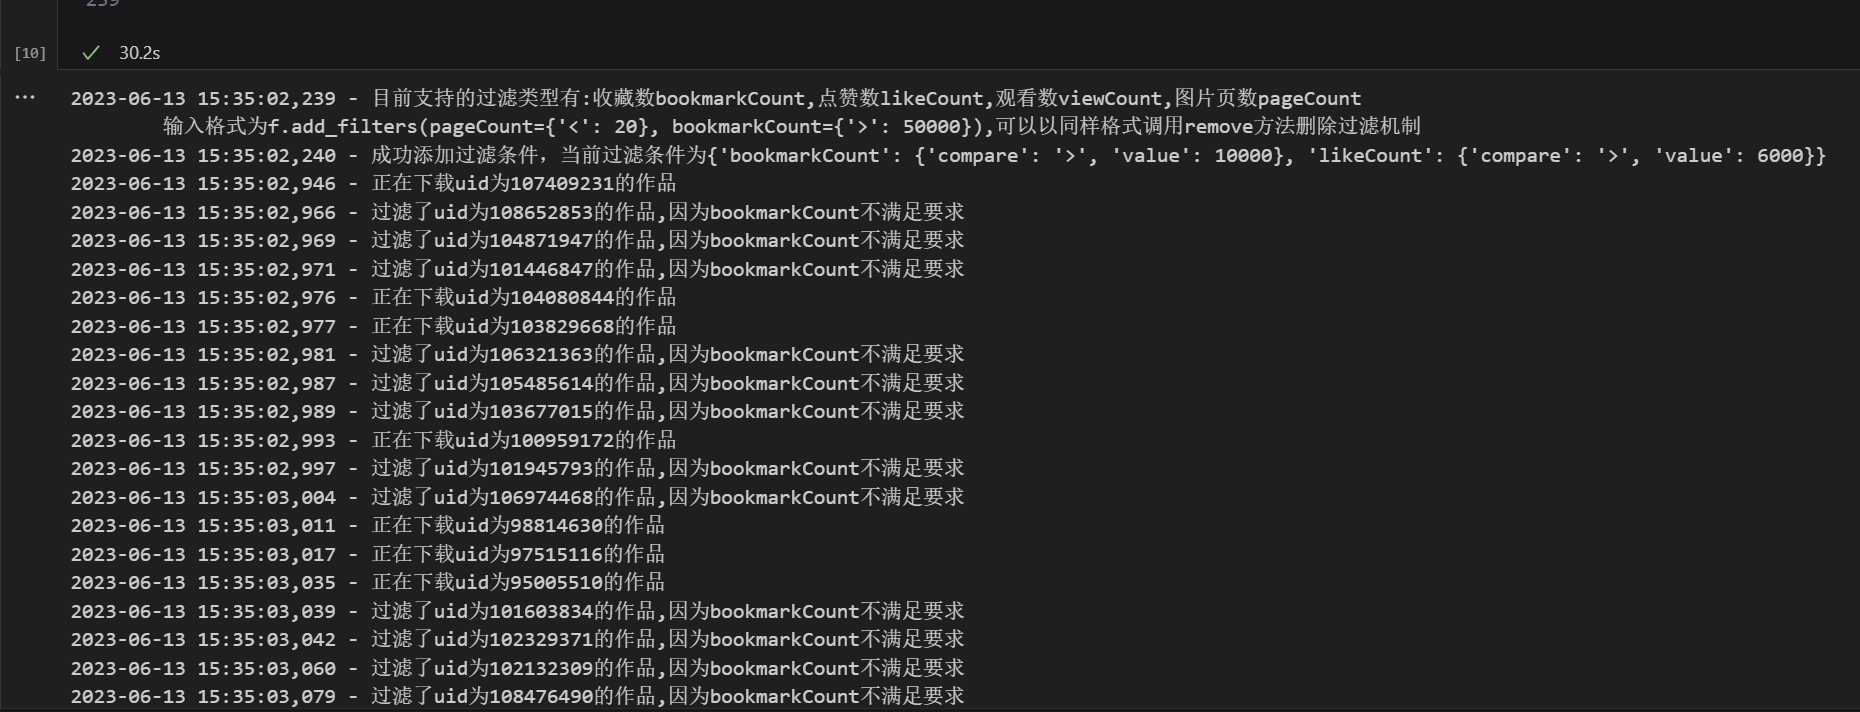 239
[10]
30.2s
2023-06-13 15:35:02,239 - 目前支持的过滤类型有:收藏数bookmarkCount,点赞数likeCount,观看数viewCount,图片页数pageCount
输入格式为f.add_filters(pageCount={'<': 20}, bookmarkCount={'>': 50000}),可以以同样格式调用remove方法删除过滤机制
2023-06-13 15:35:02,240 - 成功添加过滤条件，当前过滤条件为{'bookmarkCount': {'compare': '>', 'value': 10000}, 'likeCount': {'compare': '>', 'value': 6000}}
2023-06-13 15:35:02,946 - 正在下载uid为107409231的作品
2023-06-13 15:35:02,966 - 过滤了uid为108652853的作品,因为bookmarkCount不满足要求
2023-06-13 15:35:02,969 - 过滤了uid为104871947的作品,因为bookmarkCount不满足要求
2023-06-13 15:35:02,971 - 过滤了uid为101446847的作品,因为bookmarkCount不满足要求
2023-06-13 15:35:02,976 - 正在下载uid为104080844的作品
2023-06-13 15:35:02,977 - 正在下载uid为103829668的作品
2023-06-13 15:35:02,981 - 过滤了uid为106321363的作品,因为bookmarkCount不满足要求
2023-06-13 15:35:02,987 - 过滤了uid为105485614的作品,因为bookmarkCount不满足要求
2023-06-13 15:35:02,989 - 过滤了uid为103677015的作品,因为bookmarkCount不满足要求
2023-06-13 15:35:02,993 - 正在下载uid为100959172的作品
2023-06-13 15:35:02,997 - 过滤了uid为101945793的作品,因为bookmarkCount不满足要求
2023-06-13 15:35:03,004 - 过滤了uid为106974468的作品,因为bookmarkCount不满足要求
2023-06-13 15:35:03,011 - 正在下载uid为98814630的作品
2023-06-13 15:35:03,017 - 正在下载uid为97515116的作品
2023-06-13 15:35:03,035 - 正在下载uid为95005510的作品
2023-06-13 15:35:03,039 - 过滤了uid为101603834的作品,因为bookmarkCount不满足要求
2023-06-13 15:35:03,042 - 过滤了uid为102329371的作品,因为bookmarkCount不满足要求
2023-06-13 15:35:03,060 - 过滤了uid为102132309的作品,因为bookmarkCount不满足要求
2023-06-13 15:35:03,079 - 过滤了uid为108476490的作品,因为bookmarkCount不满足要求